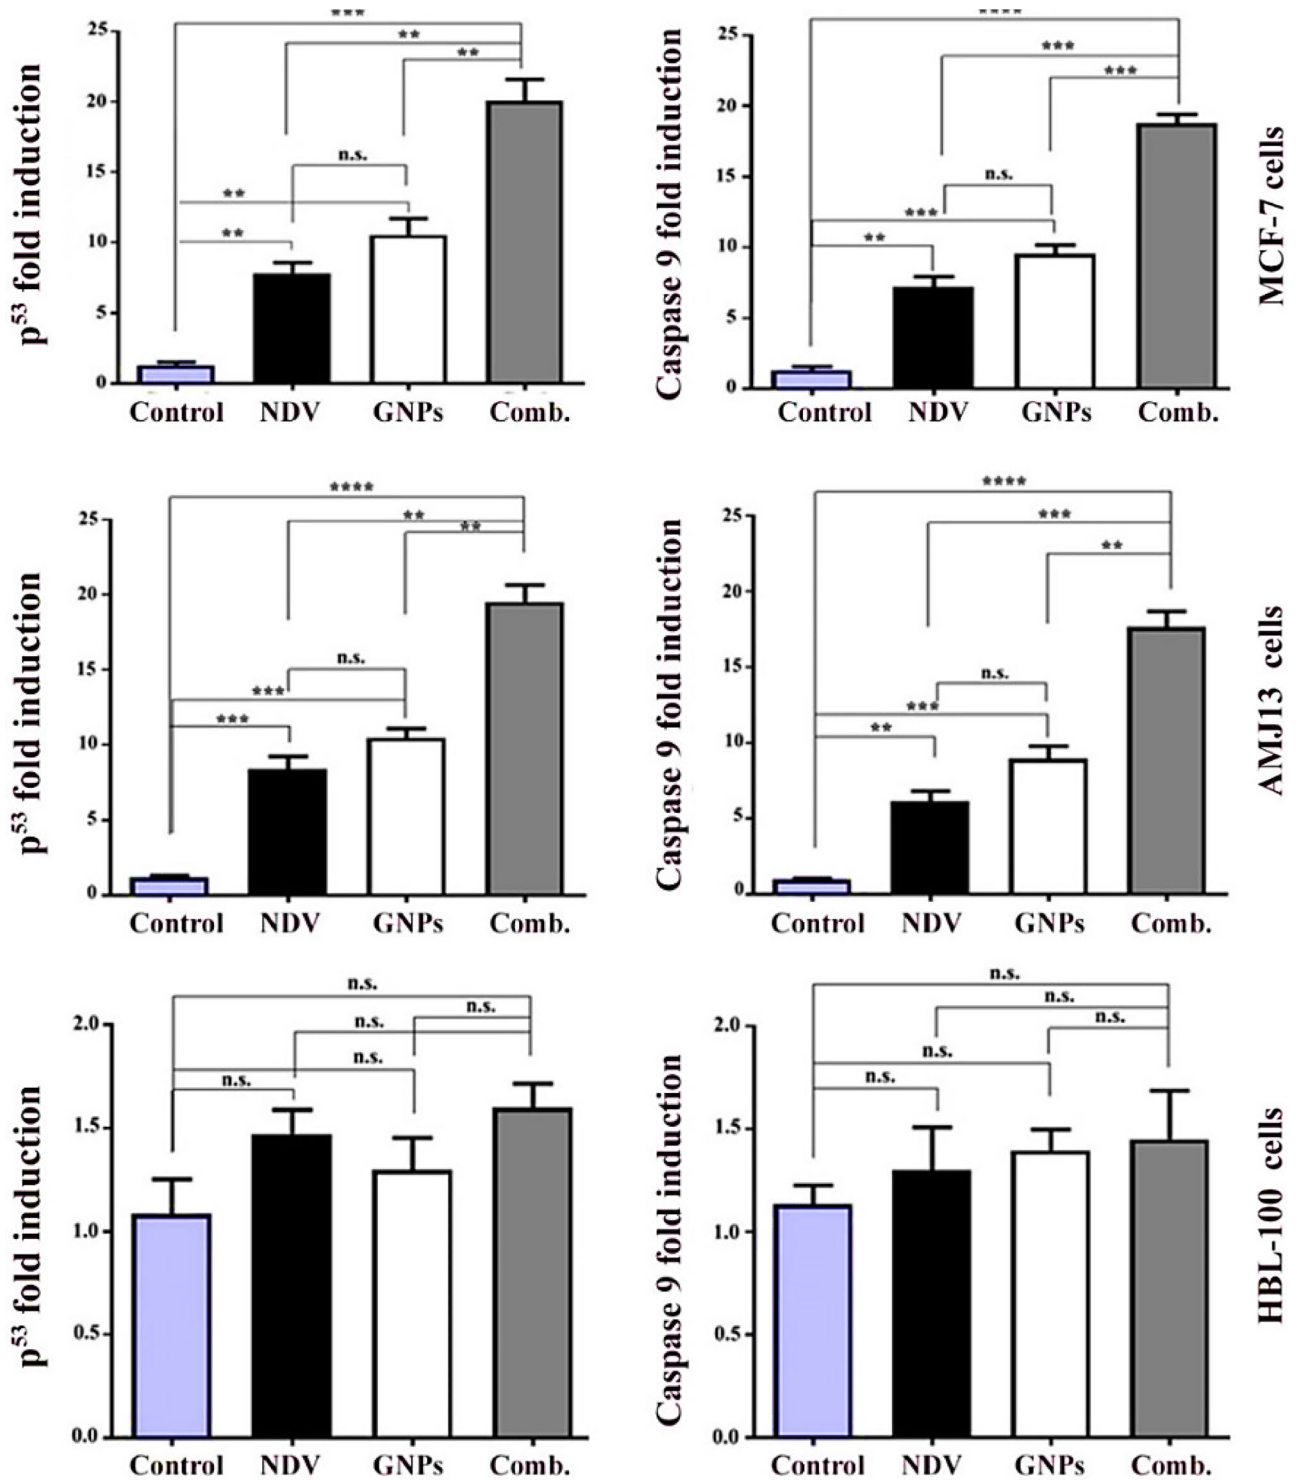 ***
**
**
n.s.
**
**
25
20
15
10
5
0
p53 fold induction
Control NDV GNPs Comb.
****
***
***
n.s.
***
**
25
20
15
10
5
0
Caspase 9 fold induction
Control NDV GNPs Comb.
MCF-7 cells
****
**
**
n.s.
***
***
25
20
15
10
5
0
p53 fold induction
Control NDV GNPs Comb.
****
***
**
n.s.
***
**
25
20
15
10
5
0
Caspase 9 fold induction
Control NDV GNPs Comb.
AMJ13 cells
n.s.
n.s.
n.s.
n.s.
n.s.
2.0
1.5
1.0
0.5
0.0
p53 fold induction
Control NDV GNPs Comb.
n.s.
n.s.
n.s.
n.s.
n.s.
2.0
1.5
1.0
0.5
0.0
Caspase 9 fold induction
Control NDV GNPs Comb.
HBL-100 cells